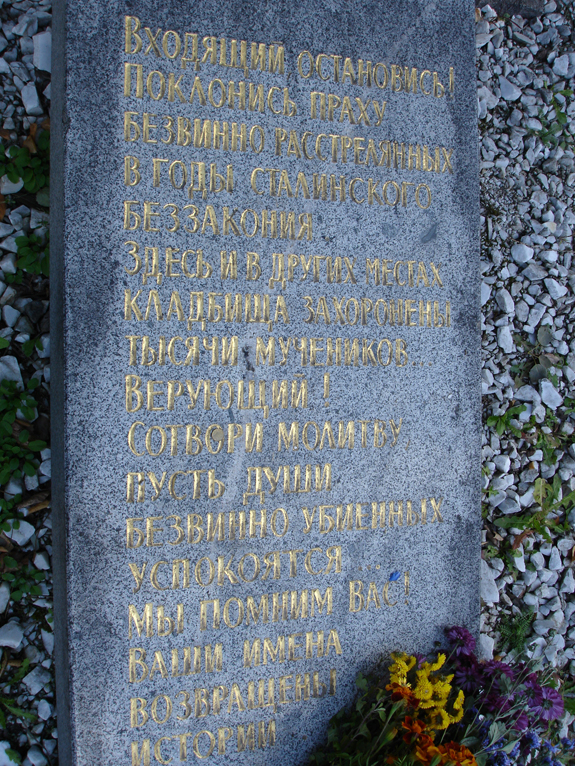 Входящий остановись!
Поклонись праху
безвинно расстрелянных
в годы сталинского
беззакония.
Здесь и в других местах
кладбища захоронены
тысячи мучеников...
Верующий!
Сотвори молитву,
пусть души
безвинно убиенных
успокоятся...
Мы помним Вас!
Ваши имена
возвращены
истории